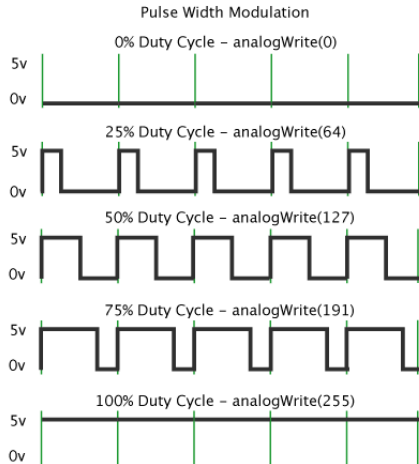 Pulse Width Modulation
0% Duty Cycle – analogWrite(0)
5v
0v
25% Duty Cycle – analogWrite(64)
5v
0v
50% Duty Cycle – analogWrite(127)
5v
0v
75% Duty Cycle – analogWrite(191)
5v
0v
100% Duty Cycle – analogWrite(255)
5v
0v